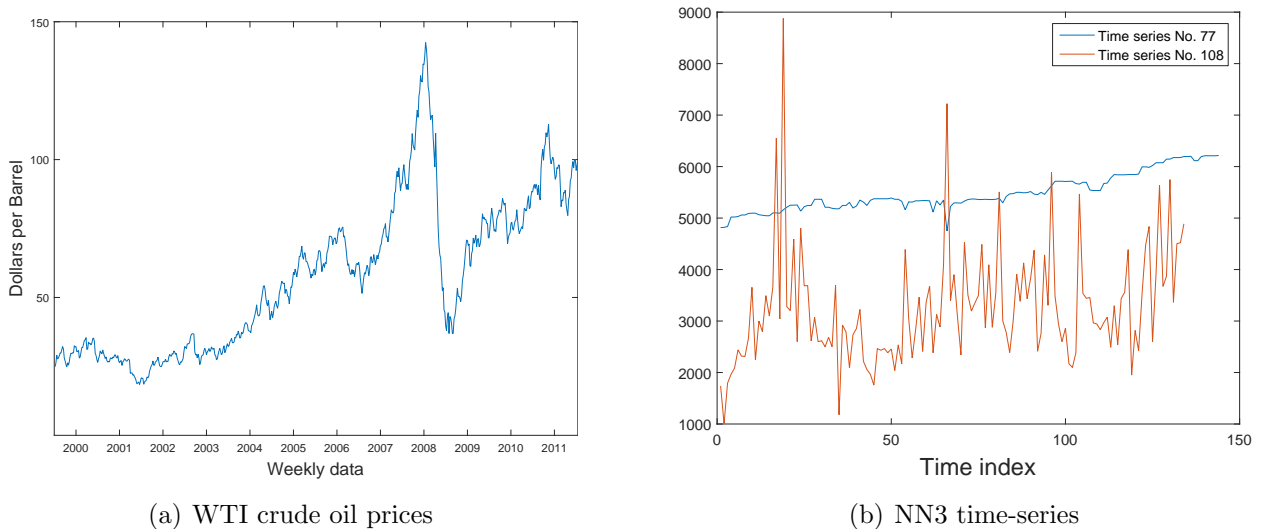 150
100
50
Dollars per Barrel
2000 2001 2002 2003 2004 2005 2006 2007 2008 2009 2010 2011
Weekly data
(a) WTI crude oil prices
9000
8000
7000
6000
5000
4000
3000
2000
1000
Time series No. 77
Time series No. 108
0 50 100 150
Time index
(b) NN3 time-series